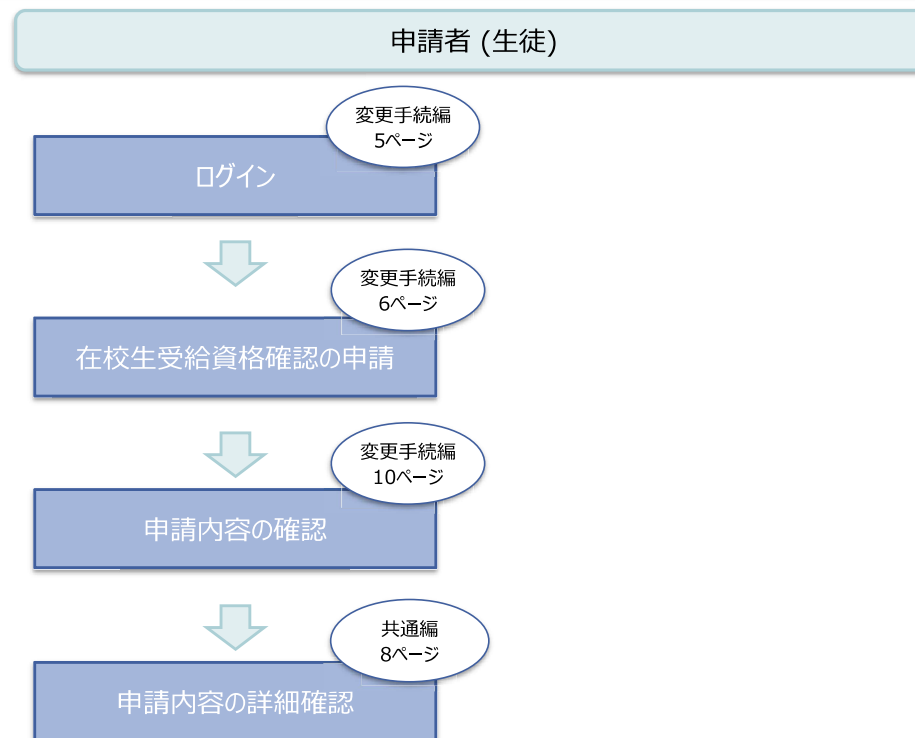 申請者 (生徒)
変更手続編
5ページ
ログイン
変更手続編
6ページ
在校生受給資格確認の申請
変更手続編
10ページ
申請内容の確認
共通編
8ページ
申請内容の詳細確認